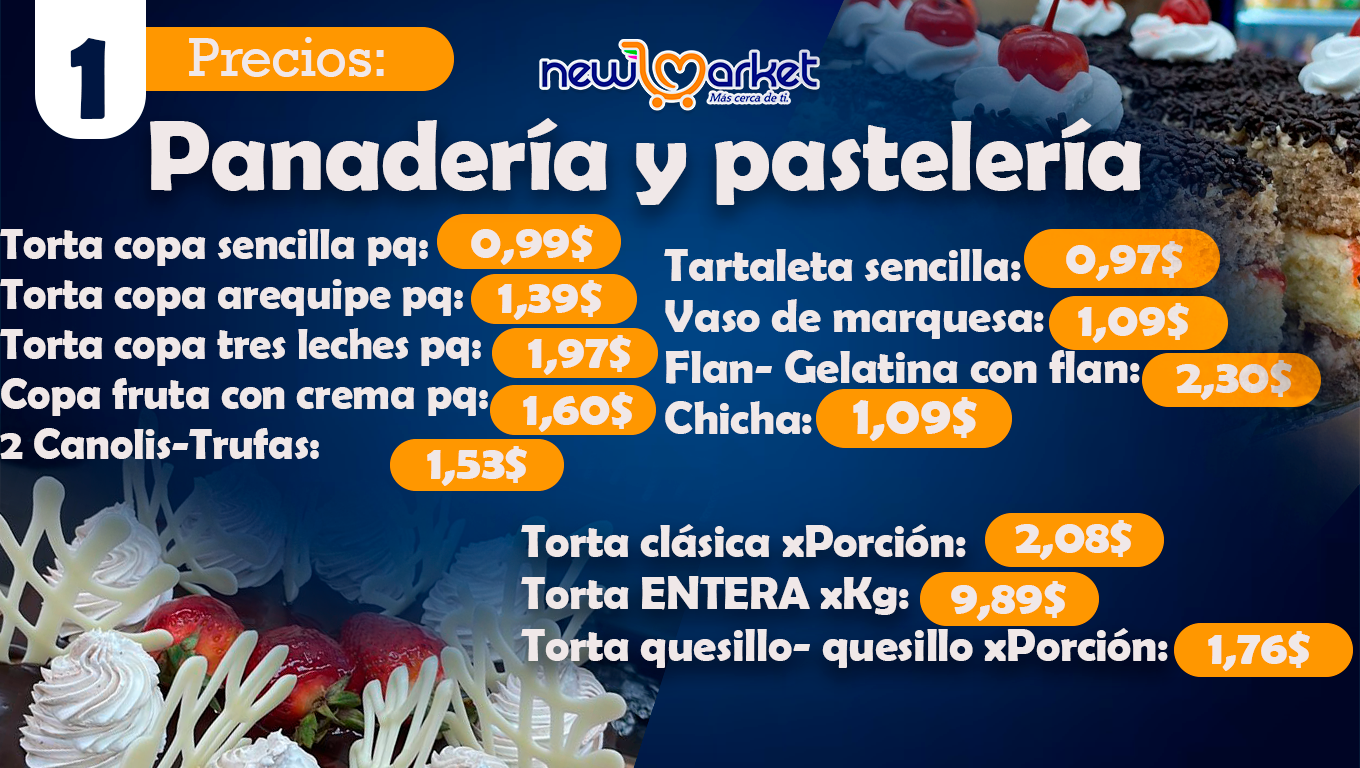 1
Precios:
new market
Más cerca de ti.
Panadería y pastelería
Torta copa sencilla pq: 0,99$
Torta copa arequipe pq: 1,39$
Torta copa tres leches pq: 1,97$
Copa fruta con crema pq: 1,60$
2 Canolis-Trufas: 1,53$
Tartaleta sencilla: 0,97$
Vaso de marquesa: 1,09$
Flan- Gelatina con flan: 2,30$
Chicha: 1,09$
Torta clásica xPorción: 2,08$
Torta ENTERA xKg: 9,89$
Torta quesillo- quesillo xPorción: 1,76$